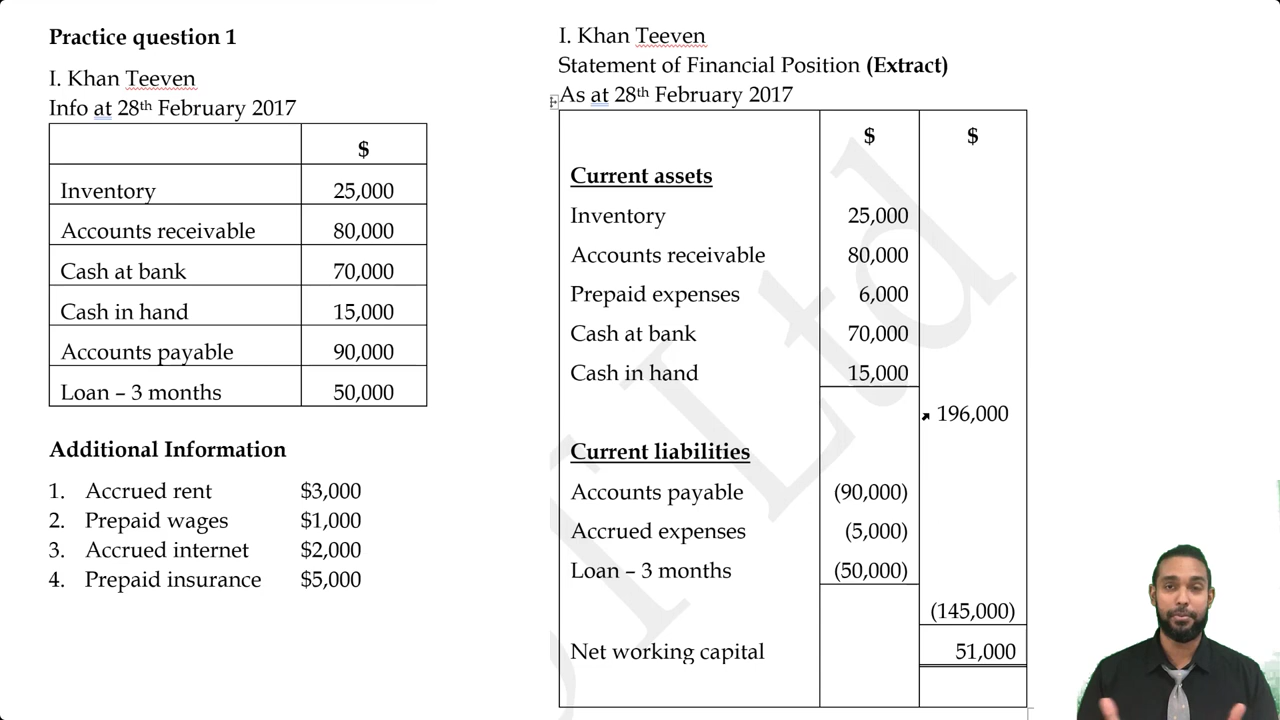 Practice question 1
I. Khan Teeven
Info at 28th February 2017
$
Inventory 25,000
Accounts receivable 80,000
Cash at bank 70,000
Cash in hand 15,000
Accounts payable 90,000
Loan – 3 months 50,000
Additional Information
1. Accrued rent $3,000
2. Prepaid wages $1,000
3. Accrued internet $2,000
4. Prepaid insurance $5,000
I. Khan Teeven
Statement of Financial Position (Extract)
As at 28th February 2017
$ $
Current assets
Inventory 25,000
Accounts receivable 80,000
Prepaid expenses 6,000
Cash at bank 70,000
Cash in hand 15,000
196,000
Current liabilities
Accounts payable (90,000)
Accrued expenses (5,000)
Loan – 3 months (50,000)
(145,000)
Net working capital 51,000
Ltd